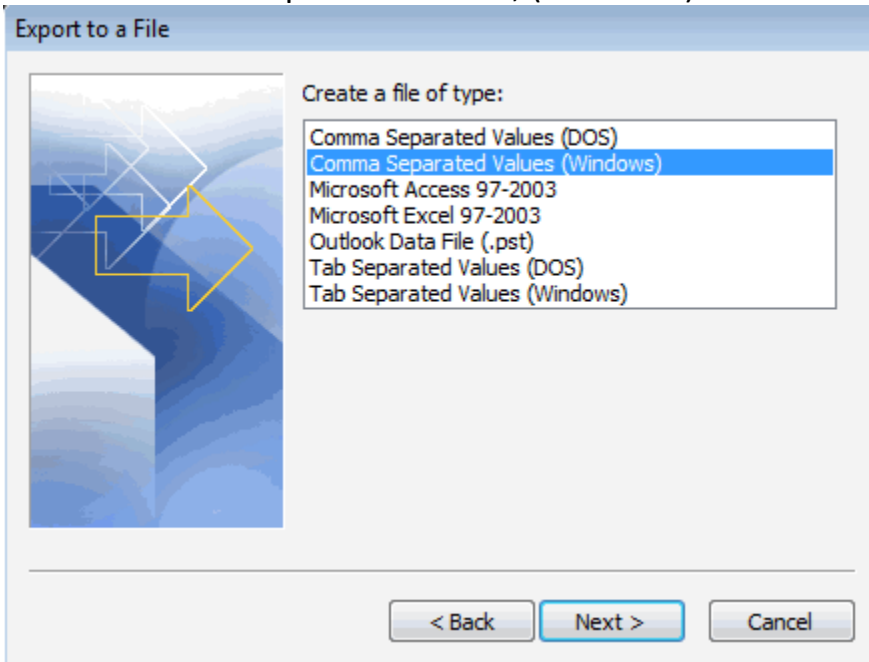 Export to a File
Create a file of type:
Comma Separated Values (DOS)
Comma Separated Values (Windows)
Microsoft Access 97-2003
Microsoft Excel 97-2003
Outlook Data File (.pst)
Tab Separated Values (DOS)
Tab Separated Values (Windows)
< Back
Next >
Cancel